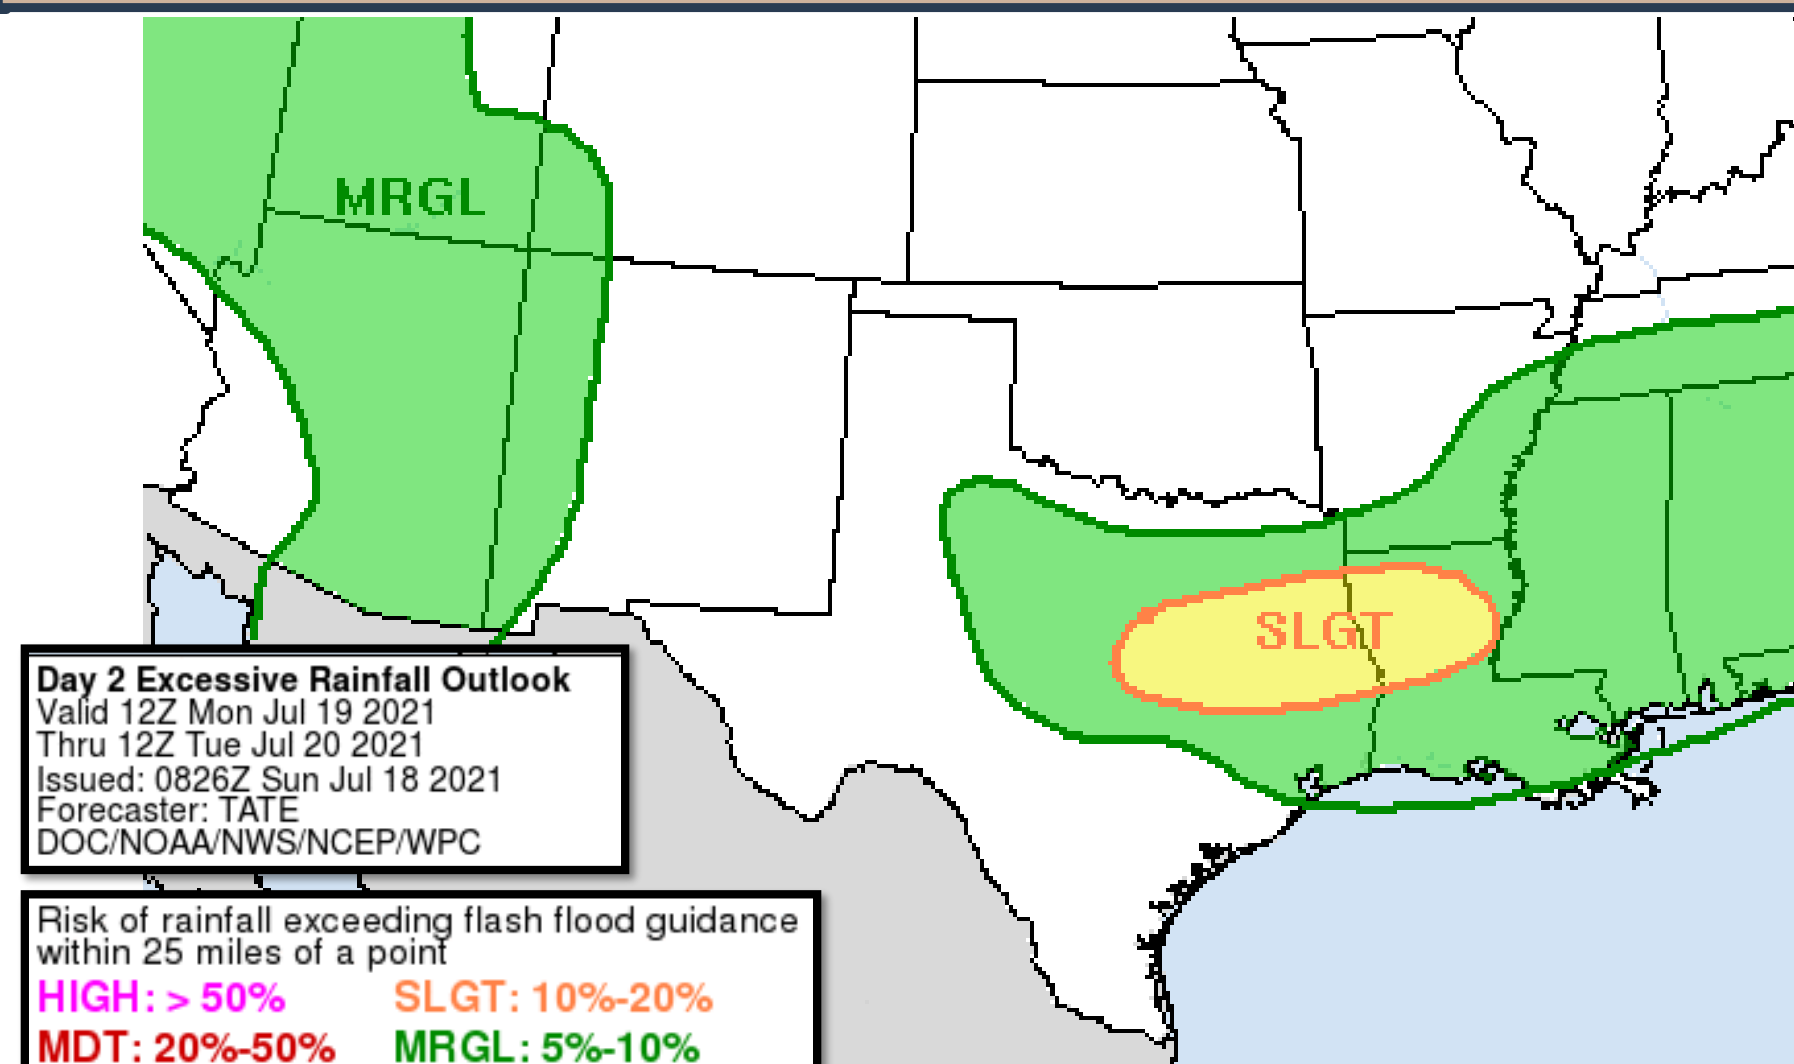 MRGL
SLGT
Day 2 Excessive Rainfall Outlook
Valid 12Z Mon Jul 19 2021
Thru 12Z Tue Jul 20 2021
Issued: 0826Z Sun Jul 18 2021
Forecaster: TATE
DOC/NOAA/NWS/NCEP/WPC
Risk of rainfall exceeding flash flood guidance
within 25 miles of a point
HIGH: > 50% SLGT: 10%-20%
MDT: 20%-50% MRGL: 5%-10%